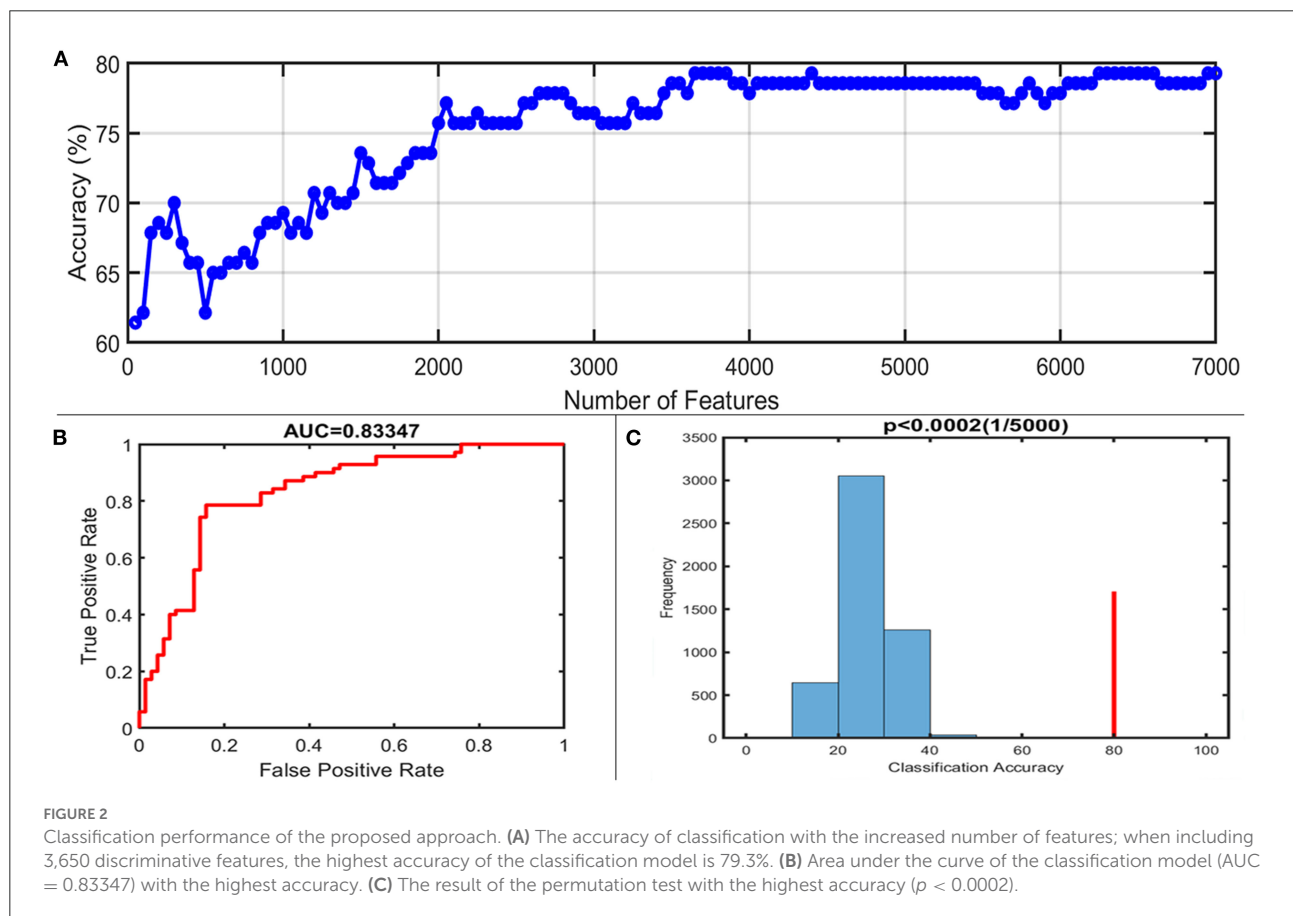 A
80
75
70
65
60
Accuracy (%)
0 1000 2000 3000 4000 5000 6000 7000
Number of Features
B
AUC=0.83347
1
0.8
0.6
0.4
0.2
0
True Positive Rate
0 0.2 0.4 0.6 0.8 1
False Positive Rate
C
p<0.0002(1/5000)
3500
3000
2500
2000
1500
1000
500
0
Frequency
0 20 40 60 80 100
Classification Accuracy
FIGURE 2
Classification performance of the proposed approach. (A) The accuracy of classification with the increased number of features; when including
3,650 discriminative features, the highest accuracy of the classification model is 79.3%. (B) Area under the curve of the classification model (AUC
= 0.83347) with the highest accuracy. (C) The result of the permutation test with the highest accuracy (p < 0.0002).